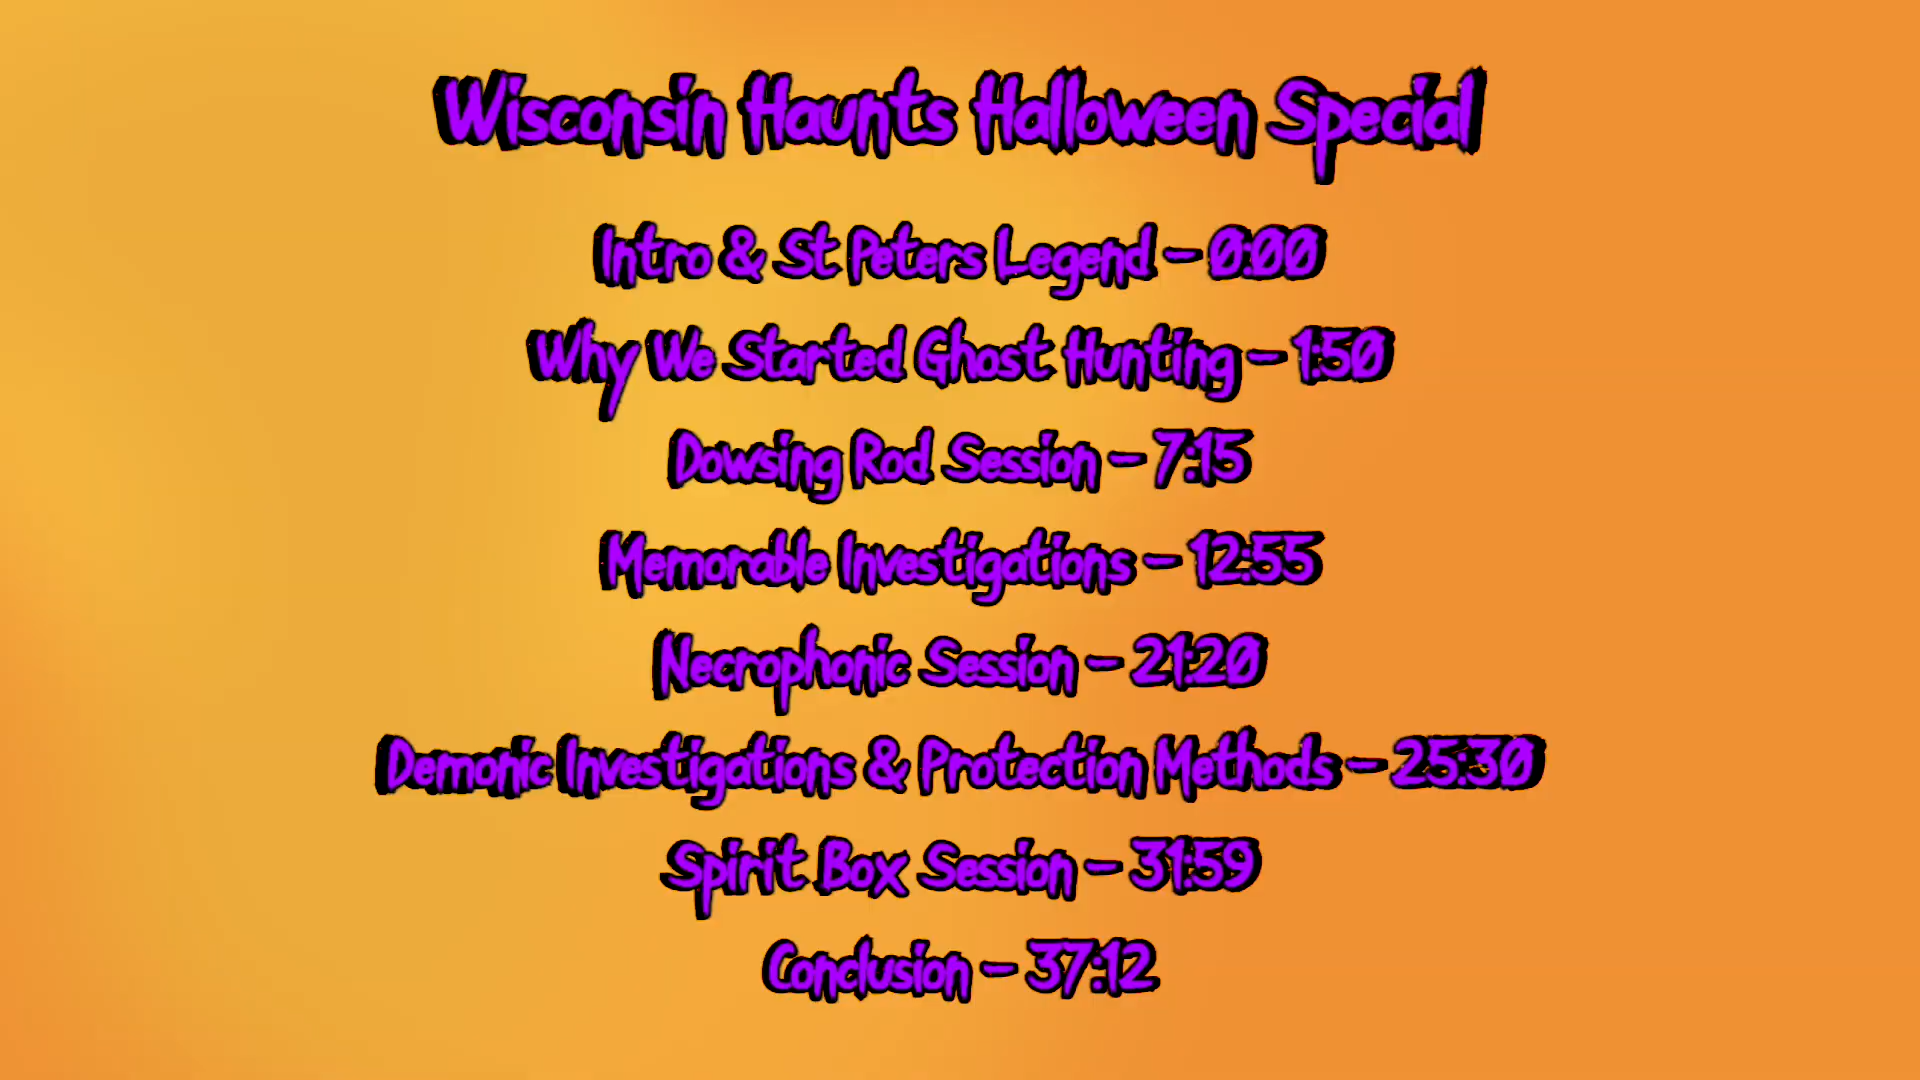 Wisconsin Haunts Halloween Special
Intro & St Peters Legend - 0:00
Why We Started Ghost Hunting - 1:50
Dowsing Rod Session - 7:15
Memorable Investigations - 12:55
Necrophonic Session - 21:20
Demonic Investigations & Protection Methods - 25:30
Spirit Box Session - 31:59
Conclusion - 37:12